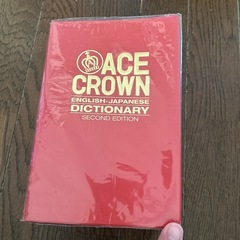 ACE
CROWN
ENGLISH-JAPANESE
DICTIONARY
SECOND EDITION